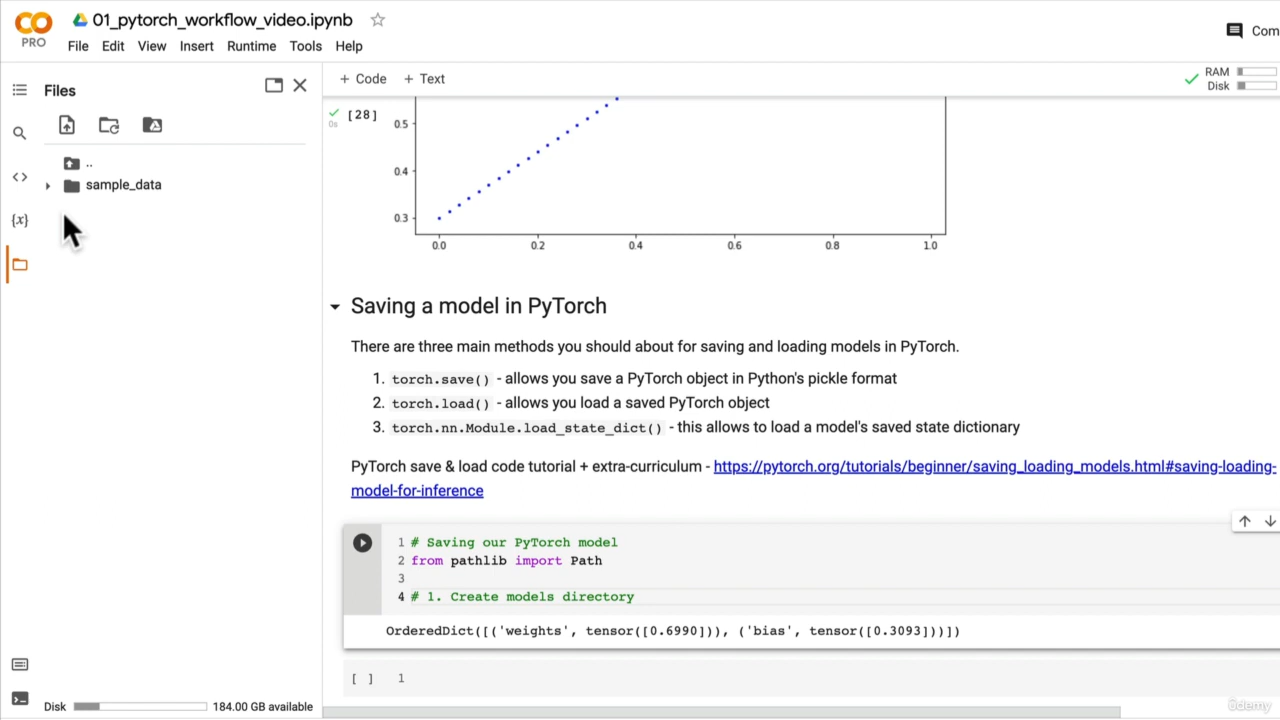 CO
PRO
01_pytorch_workflow_video.ipynb
File Edit View Insert Runtime Tools Help
Com
Files
+ Code + Text
RAM
Disk
..
sample_data
{x}
[28]
0s
0.5
0.4
0.3
0.0 0.2 0.4 0.6 0.8 1.0
Saving a model in PyTorch
There are three main methods you should about for saving and loading models in PyTorch.
1. torch.save() - allows you save a PyTorch object in Python's pickle format
2. torch.load() - allows you load a saved PyTorch object
3. torch.nn.Module.load_state_dict() - this allows to load a model's saved state dictionary
PyTorch save & load code tutorial + extra-curriculum - https://pytorch.org/tutorials/beginner/saving_loading_models.html#saving-loading-
model-for-inference
1 # Saving our PyTorch model
2 from pathlib import Path
3
4 # 1. Create models directory
OrderedDict([('weights', tensor([0.6990])), ('bias', tensor([0.3093]))])
[ ] 1
Disk 184.00 GB available
ûdemy